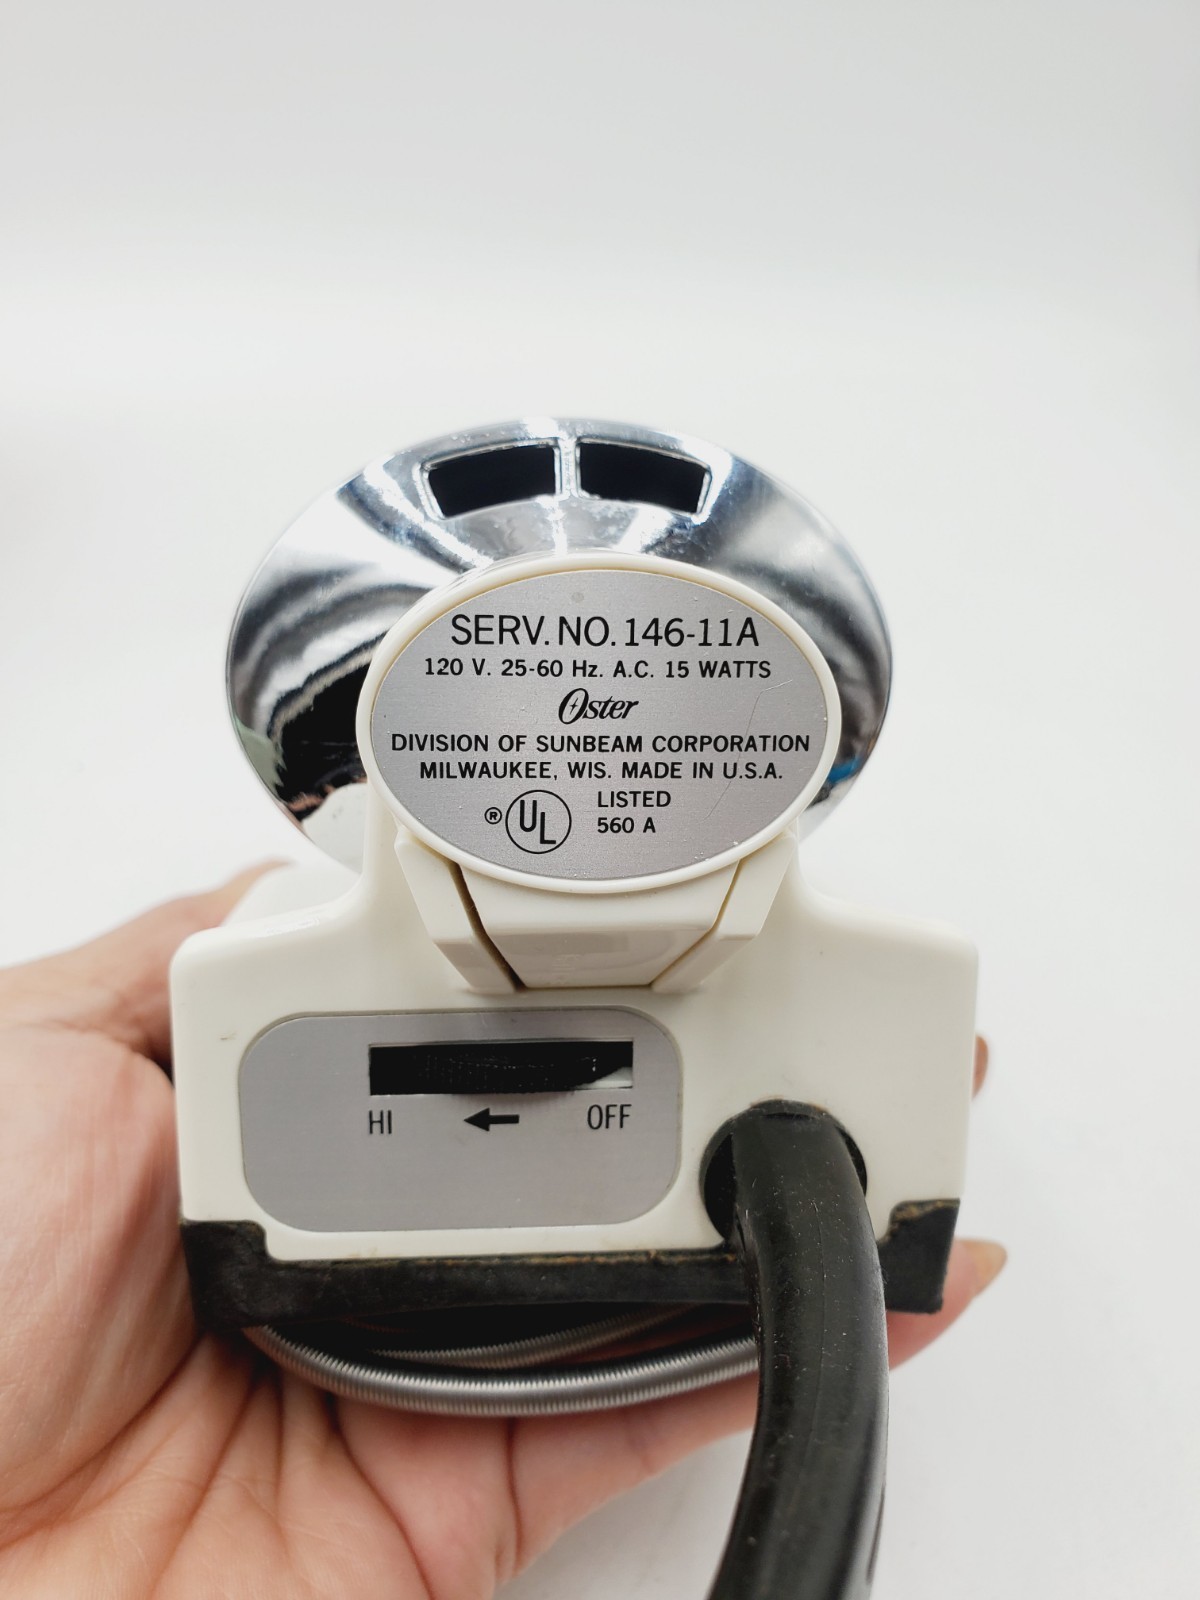 SERV. NO. 146-11A
120 V. 25-60 Hz. A.C. 15 WATTS
Oster
DIVISION OF SUNBEAM CORPORATION
MILWAUKEE, WIS. MADE IN U.S.A.
® UL LISTED
560 A
HI ← OFF